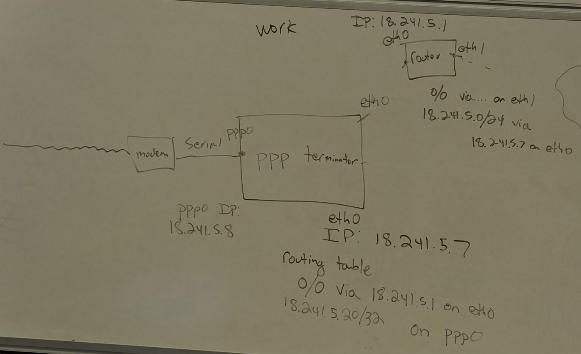 work
IP: 18.241.5.1
eth0
router
eth1
0/0 via.... on eth1
18.241.5.0/24 via
18.241.5.7 on eth0
eth0
modem
Serial
ppp0
PPP terminator
ppp0 IP:
18.241.5.8
eth0
IP: 18.241.5.7
routing table
0/0 via 18.241.5.1 on eth0
18.241.5.20/32 on ppp0